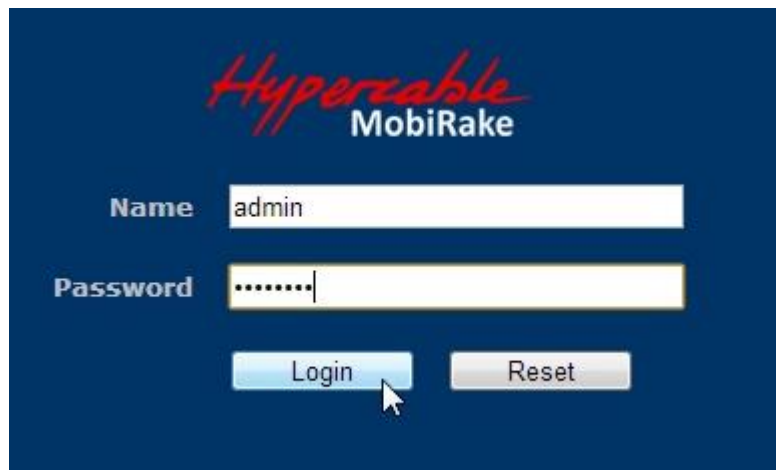 Hypercable
MobiRake
Name admin
Password ••••••••
Login Reset